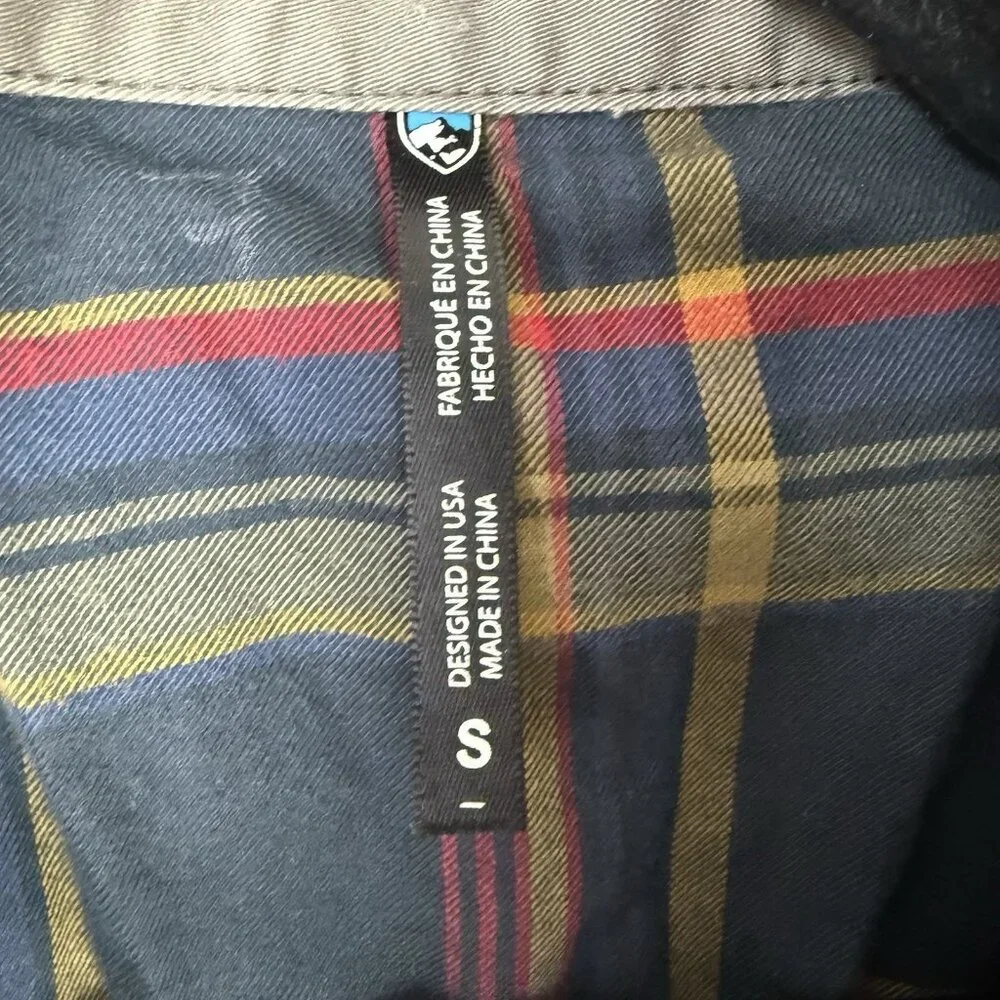 FABRIQUÉ EN CHINA
HECHO EN CHINA
DESIGNED IN USA
MADE IN CHINA
S